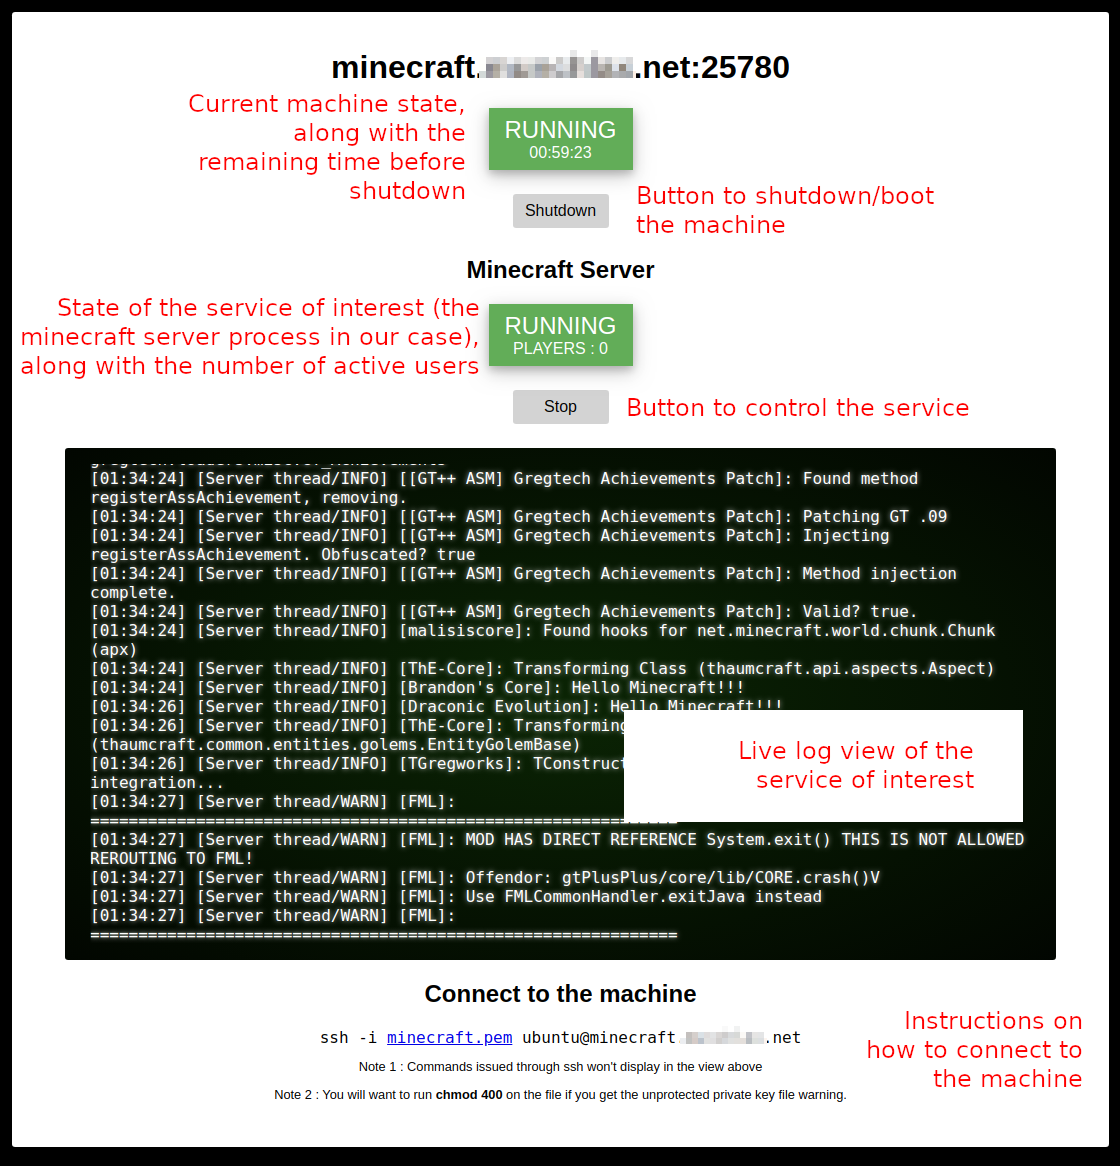 minecraft. .net:25780
Current machine state,
along with the
remaining time before
shutdown
RUNNING
00:59:23
Shutdown
Button to shutdown/boot
the machine
Minecraft Server
State of the service of interest (the
minecraft server process in our case),
along with the number of active users
RUNNING
PLAYERS : 0
Stop
Button to control the service
[01:34:24] [Server thread/INFO] [[GT++ ASM] Gregtech Achievements Patch]: Found method
registerAssAchievement, removing.
[01:34:24] [Server thread/INFO] [[GT++ ASM] Gregtech Achievements Patch]: Patching GT .09
[01:34:24] [Server thread/INFO] [[GT++ ASM] Gregtech Achievements Patch]: Injecting
registerAssAchievement. Obfuscated? true
[01:34:24] [Server thread/INFO] [[GT++ ASM] Gregtech Achievements Patch]: Method injection
complete.
[01:34:24] [Server thread/INFO] [[GT++ ASM] Gregtech Achievements Patch]: Valid? true.
[01:34:24] [Server thread/INFO] [malisiscore]: Found hooks for net.minecraft.world.chunk.Chunk
(apx)
[01:34:24] [Server thread/INFO] [ThE-Core]: Transforming Class (thaumcraft.api.aspects.Aspect)
[01:34:24] [Server thread/INFO] [Brandon's Core]: Hello Minecraft!!!
[01:34:26] [Server thread/INFO] [Draconic Evolution]: Hello Minecraft!!!
[01:34:26] [Server thread/INFO] [ThE-Core]: Transforming
(thaumcraft.common.entities.golems.EntityGolemBase)
[01:34:26] [Server thread/INFO] [TGregworks]: TConstruct
integration...
[01:34:27] [Server thread/WARN] [FML]:
=============================================================
Live log view of the
service of interest
[01:34:27] [Server thread/WARN] [FML]: MOD HAS DIRECT REFERENCE System.exit() THIS IS NOT ALLOWED
REROUTING TO FML!
[01:34:27] [Server thread/WARN] [FML]: Offendor: gtPlusPlus/core/lib/CORE.crash()V
[01:34:27] [Server thread/WARN] [FML]: Use FMLCommonHandler.exitJava instead
[01:34:27] [Server thread/WARN] [FML]:
=============================================================
Connect to the machine
ssh -i minecraft.pem ubuntu@minecraft .net
Note 1 : Commands issued through ssh won't display in the view above
Note 2 : You will want to run chmod 400 on the file if you get the unprotected private key file warning.
Instructions on
how to connect to
the machine